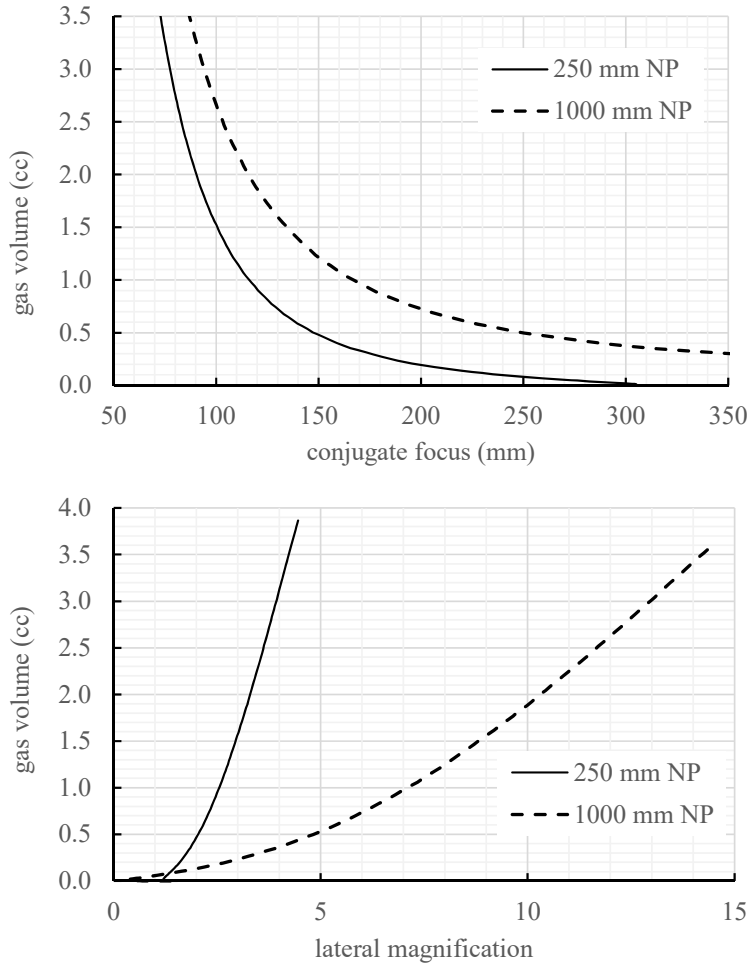 3.5
3.0
2.5
2.0
1.5
1.0
0.5
0.0
gas volume (cc)
250 mm NP
1000 mm NP
50 100 150 200 250 300 350
conjugate focus (mm)
4.0
3.5
3.0
2.5
2.0
1.5
1.0
0.5
0.0
gas volume (cc)
250 mm NP
1000 mm NP
0 5 10 15
lateral magnification